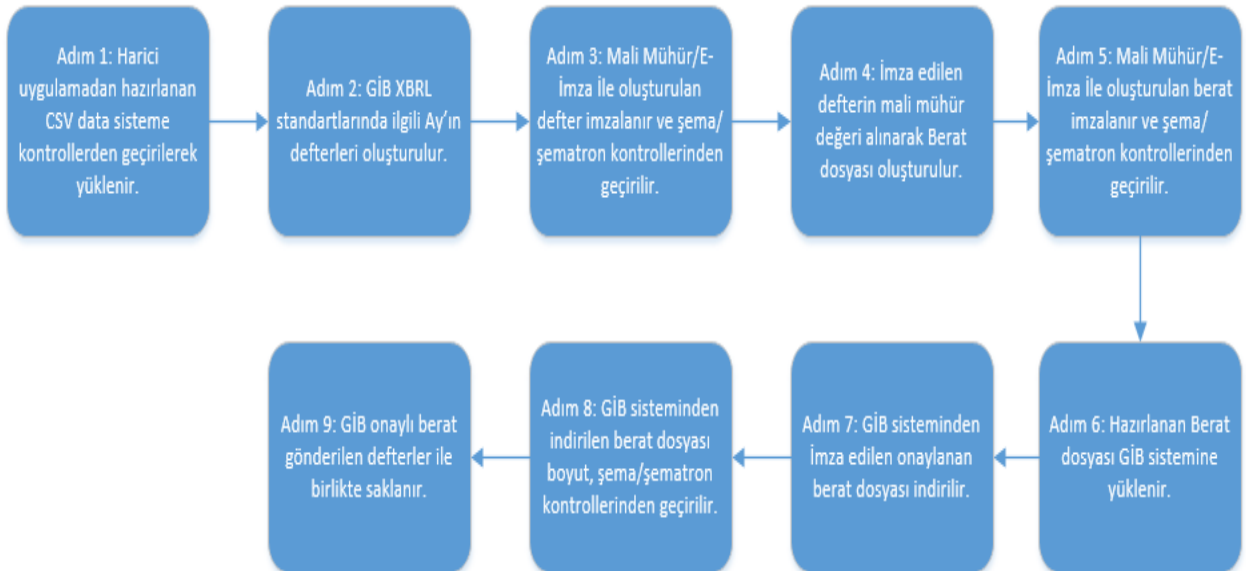 Adım 1: Harici
uygulamadan hazırlanan
CSV data sisteme
kontrollerden geçirilerek
yüklenir.
Adım 2: GİB XBRL
standartlarında ilgili Ay’ın
defterleri oluşturulur.
Adım 3: Mali Mühür/E-
İmza İle oluşturulan
defter imzalanır ve şema/
şematron kontrollerinden
geçirilir.
Adım 4: İmza edilen
defterin mali mühür
değeri alınarak Berat
dosyası oluşturulur.
Adım 5: Mali Mühür/E-
İmza İle oluşturulan berat
imzalanır ve şema/
şematron kontrollerinden
geçirilir.
Adım 6: Hazırlanan Berat
dosyası GİB sistemine
yüklenir.
Adım 7: GİB sisteminden
İmza edilen onaylanan
berat dosyası indirilir.
Adım 8: GİB sisteminden
indirilen berat dosyası
boyut, şema/şematron
kontrollerinden geçirilir.
Adım 9: GİB onaylı berat
gönderilen defterler ile
birlikte saklanır.